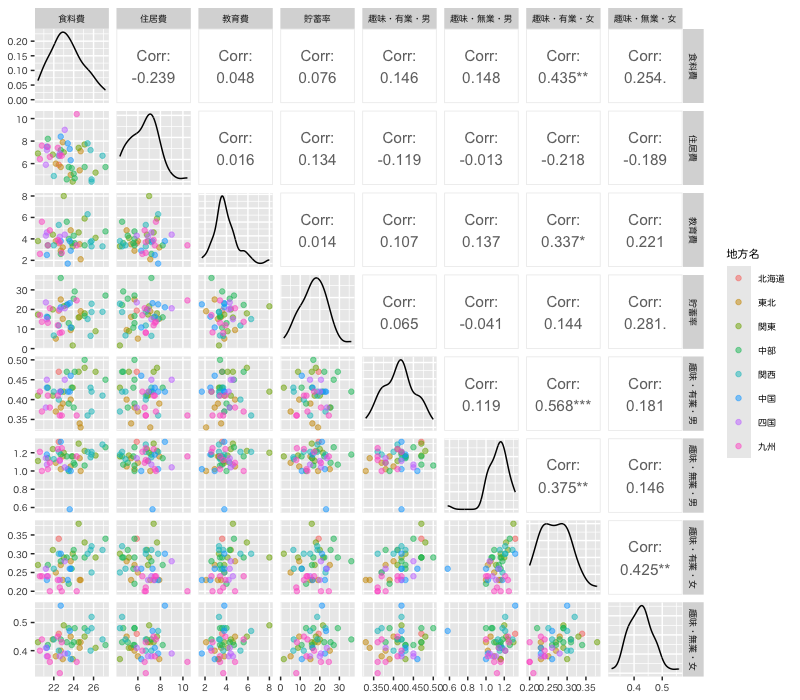 食料費 住居費 教育費 貯蓄率 趣味・有業・男 趣味・無業・男 趣味・有業・女 趣味・無業・女
0.20
0.15
0.10
0.05
0.00
Corr: Corr: Corr: Corr: Corr: Corr: Corr:
-0.239 0.048 0.076 0.146 0.148 0.435** 0.254.
食料費
10
8
6
Corr: Corr: Corr: Corr: Corr: Corr:
0.016 0.134 -0.119 -0.013 -0.218 -0.189
住居費
8
6
4
2
Corr: Corr: Corr: Corr: Corr:
0.014 0.107 0.137 0.337* 0.221
教育費
30
20
10
0
Corr: Corr: Corr: Corr:
0.065 -0.041 0.144 0.281.
貯蓄率
0.50
0.45
0.40
0.35
Corr: Corr: Corr:
0.119 0.568*** 0.181
趣味・有業・男
1.2
1.0
0.8
0.6
Corr: Corr:
0.375** 0.146
趣味・無業・男
0.35
0.30
0.25
0.20
Corr:
0.425**
趣味・有業・女
0.5
0.4
趣味・無業・女
22 24 26 6 8 10 2 4 6 8 0 10 20 30 0.35 0.40 0.45 0.50 0.6 0.8 1.0 1.2 0.20 0.25 0.30 0.35 0.4 0.5
地方名
北海道
東北
関東
中部
関西
中国
四国
九州